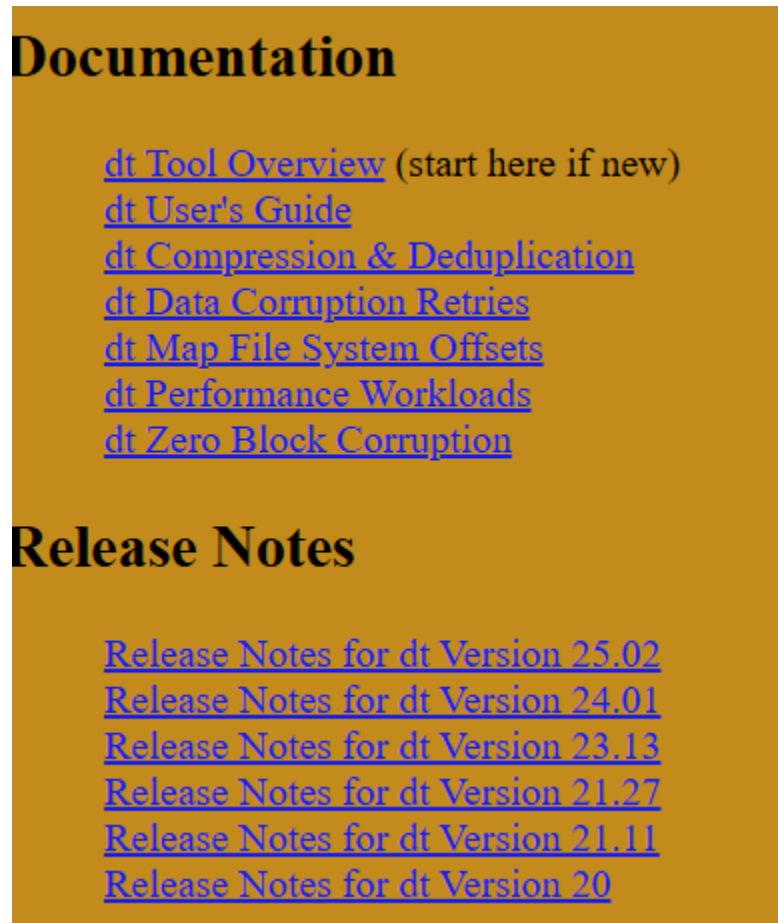 Documentation
dt Tool Overview (start here if new)
dt User's Guide
dt Compression & Deduplication
dt Data Corruption Retries
dt Map File System Offsets
dt Performance Workloads
dt Zero Block Corruption
Release Notes
Release Notes for dt Version 25.02
Release Notes for dt Version 24.01
Release Notes for dt Version 23.13
Release Notes for dt Version 21.27
Release Notes for dt Version 21.11
Release Notes for dt Version 20